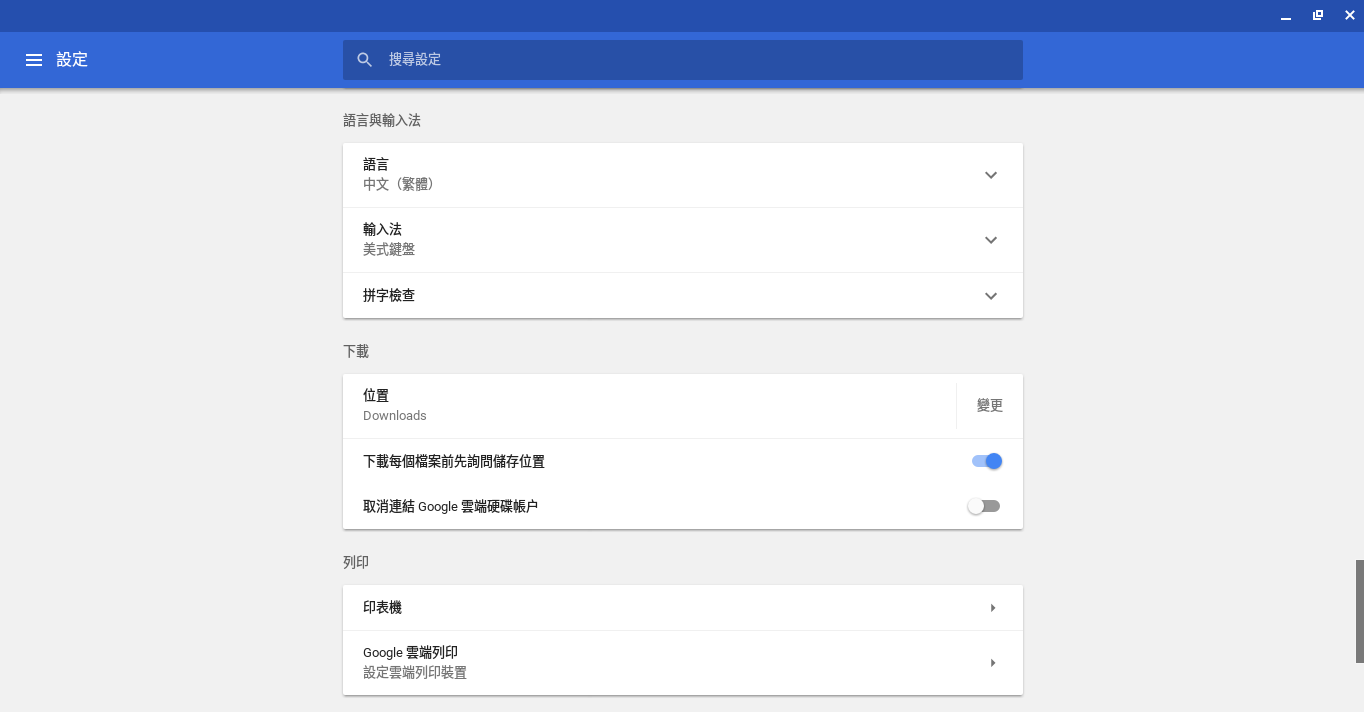 設定
搜尋設定
語言與輸入法
語言
中文（繁體）
輸入法
美式鍵盤
拼字檢查
下載
位置
Downloads
變更
下載每個檔案前先詢問儲存位置
取消連結 Google 雲端硬碟帳戶
列印
印表機
Google 雲端列印
設定雲端列印裝置